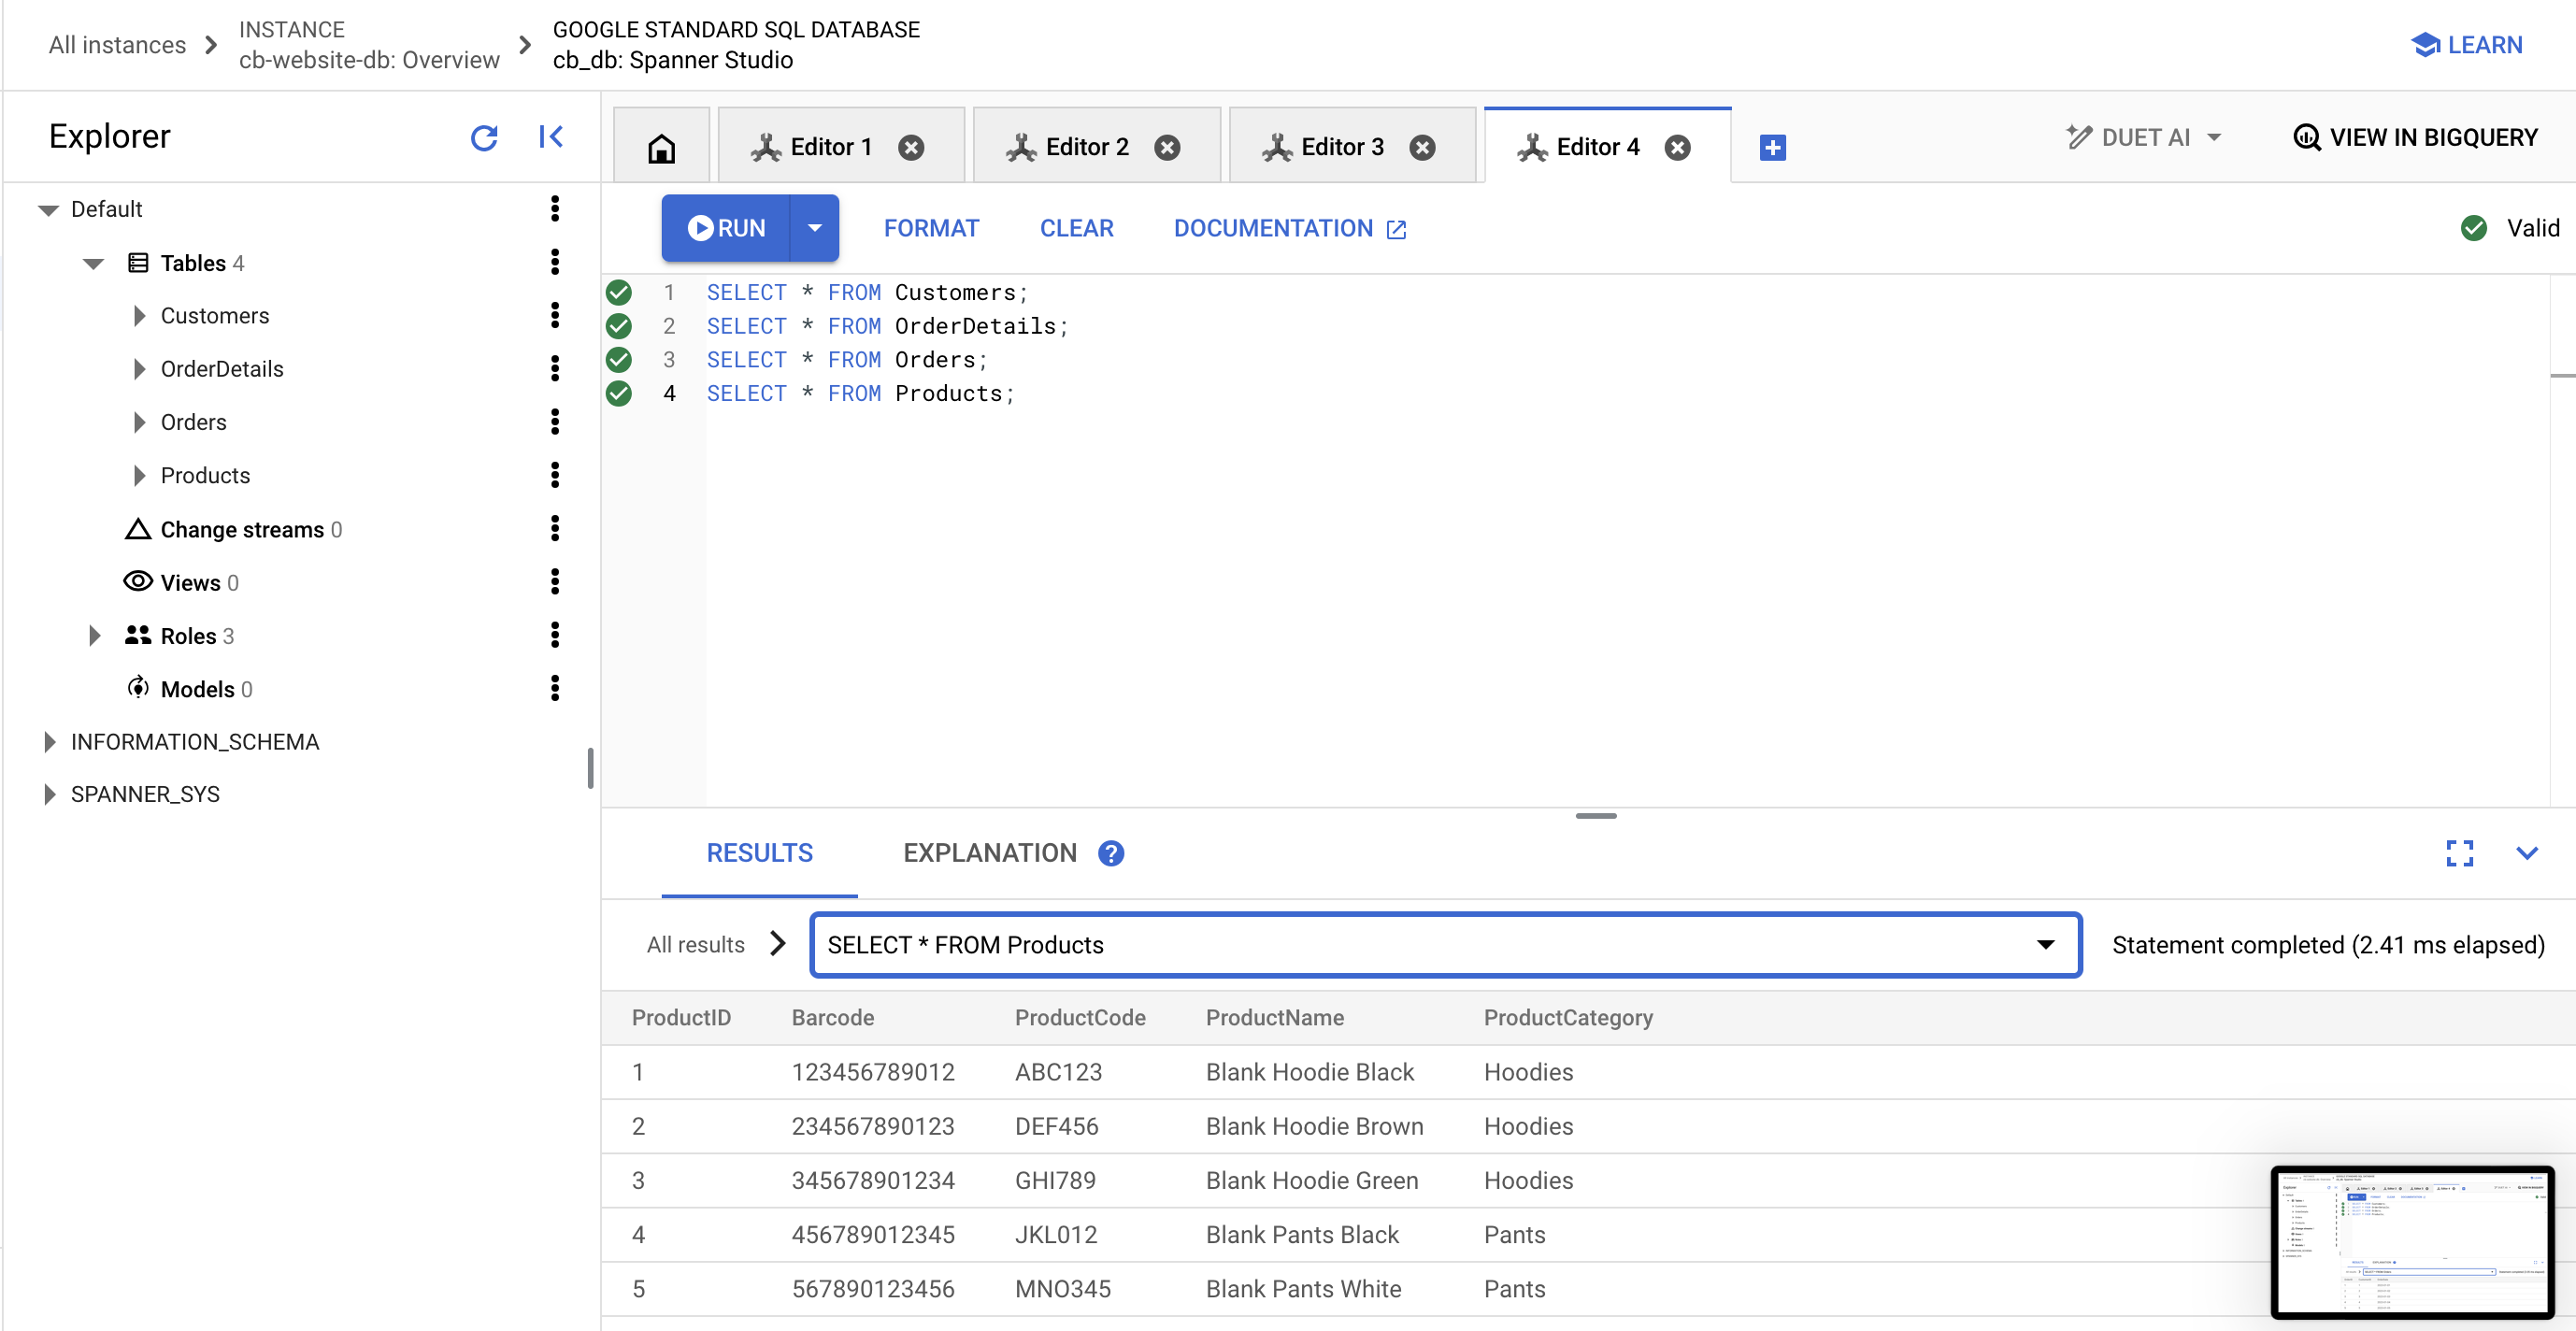 All instances
INSTANCE
cb-website-db: Overview
GOOGLE STANDARD SQL DATABASE
cb_db: Spanner Studio
LEARN
Explorer
Editor 1
Editor 2
Editor 3
Editor 4
DUET AI
VIEW IN BIGQUERY
Default
Tables 4
Customers
OrderDetails
Orders
Products
Change streams 0
Views 0
Roles 3
Models 0
INFORMATION_SCHEMA
SPANNER_SYS
RUN
FORMAT
CLEAR
DOCUMENTATION
Valid
1 SELECT * FROM Customers;
2 SELECT * FROM OrderDetails;
3 SELECT * FROM Orders;
4 SELECT * FROM Products;
RESULTS
EXPLANATION
?
All results
SELECT * FROM Products
Statement completed (2.41 ms elapsed)
ProductID Barcode ProductCode ProductName ProductCategory
1 123456789012 ABC123 Blank Hoodie Black Hoodies
2 234567890123 DEF456 Blank Hoodie Brown Hoodies
3 345678901234 GHI789 Blank Hoodie Green Hoodies
4 456789012345 JKL012 Blank Pants Black Pants
5 567890123456 MNO345 Blank Pants White Pants